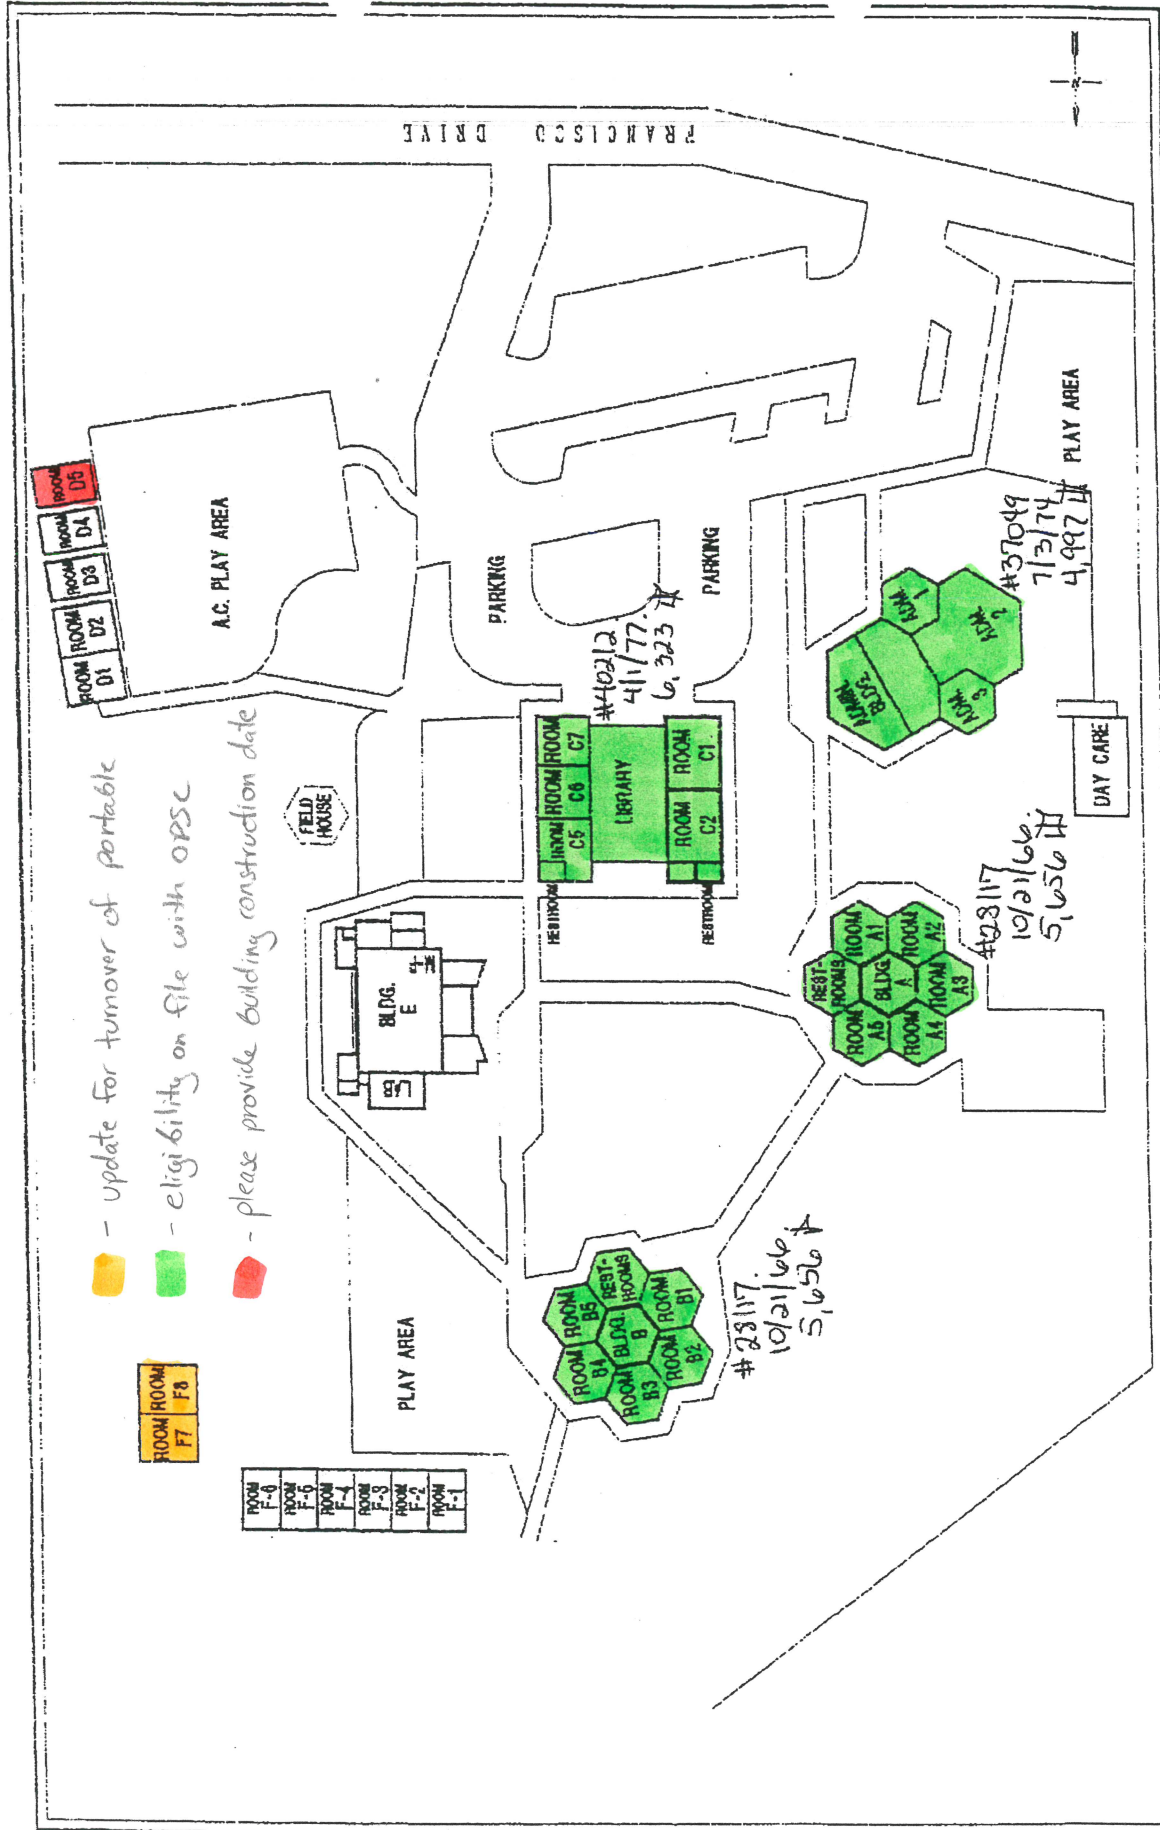 FRANCISCO DRIVE
ROOM D1
ROOM D2
ROOM D3
ROOM D4
ROOM D5
A.C. PLAY AREA
- update for turnover of portable
- eligibility on file with OPSC
- please provide building construction date
ROOM F7
ROOM F8
ROOM F-6
ROOM F-5
ROOM F-4
ROOM F-3
ROOM F-2
ROOM F-1
PLAY AREA
FIELD HOUSE
BLDG. E
LAB
PARKING
PARKING
#40212
4/1/77
6,323
ROOM C5
ROOM C6
ROOM C7
LIBRARY
ROOM C2
ROOM C1
RESTROOM
RESTROOM
ROOM B5
REST-ROOMS
ROOM B4
BLDG. B
ROOM B1
ROOM B3
ROOM B2
#28117
10/21/66
5,656
REST-ROOMS
ROOM A1
ROOM A5
BLDG. A
ROOM A2
ROOM A4
ROOM A3
#28117
10/21/66
5,656
ADMIN. BLDG.
ADM. 1
ADM. 2
ADM. 3
#37049
7/3/74
4,997
DAY CARE
PLAY AREA